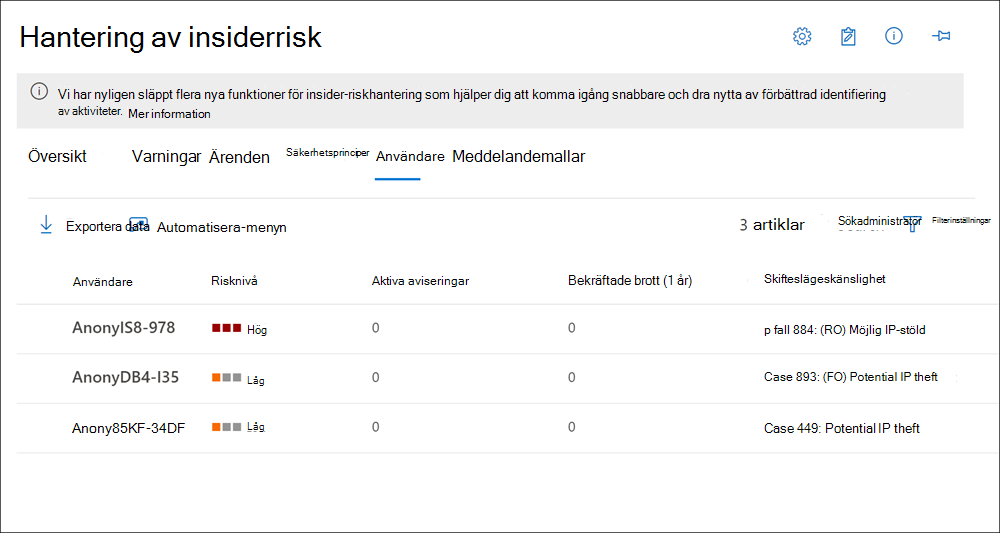 Hantering av insiderrisk
Vi har nyligen släppt flera nya funktioner för insider-riskhantering som hjälper dig att komma igång snabbare och dra nytta av förbättrad identifiering
av aktiviteter. Mer information
Översikt Varningar Ärenden Säkerhetsprinciper Användare Meddelandemallar
Exportera data Automatisera-menyn 3 artiklar Sökadministratör Filterinställningar
Användare Risknivå Aktiva aviseringar Bekräftade brott (1 år) Skifteslägeskänslighet
AnonyIS8-978 Hög 0 0 p fall 884: (RO) Möjlig IP-stöld
AnonyDB4-I35 Låg 0 0 Case 893: (FO) Potential IP theft
Anony85KF-34DF Låg 0 0 Case 449: Potential IP theft